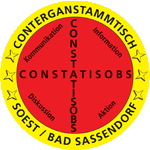 CONTERGANSTAMMTISCH
Kommunikation
Information
CONSTATISOBS
CONSTATISOBS
Diskussion
Aktion
SOEST / BAD SASSENDORF